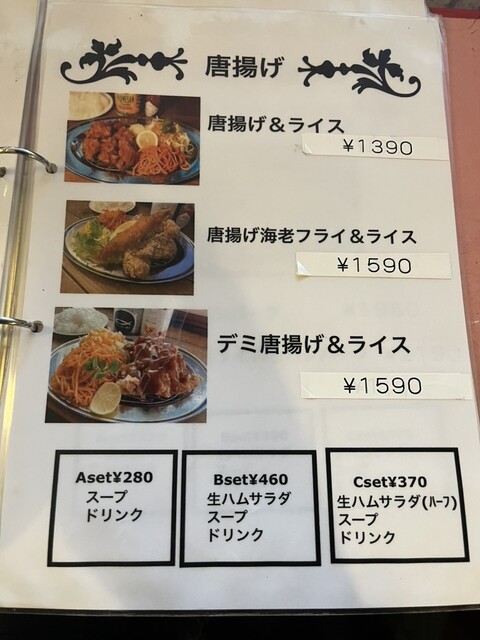 唐揚げ
唐揚げ&ライス
¥1390
唐揚げ海老フライ&ライス
¥1590
デミ唐揚げ&ライス
¥1590
Aset¥280
スープ
ドリンク
Bset¥460
生ハムサラダ
スープ
ドリンク
Cset¥370
生ハムサラダ(ﾊｰﾌ)
スープ
ドリンク